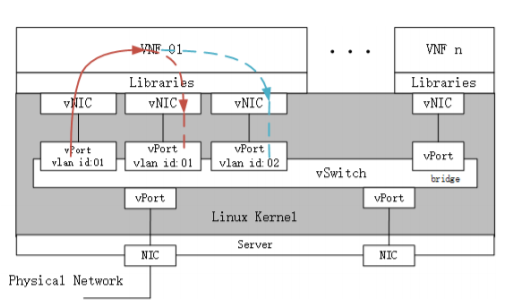 VNF 01
. . .
VNF n
Libraries
Libraries
vNIC
vNIC
vNIC
vNIC
vPort
vlan id:01
vPort
vlan id:01
vPort
vlan id:02
vPort
vSwitch
bridge
vPort
vPort
Linux Kernel
Server
NIC
NIC
Physical Network